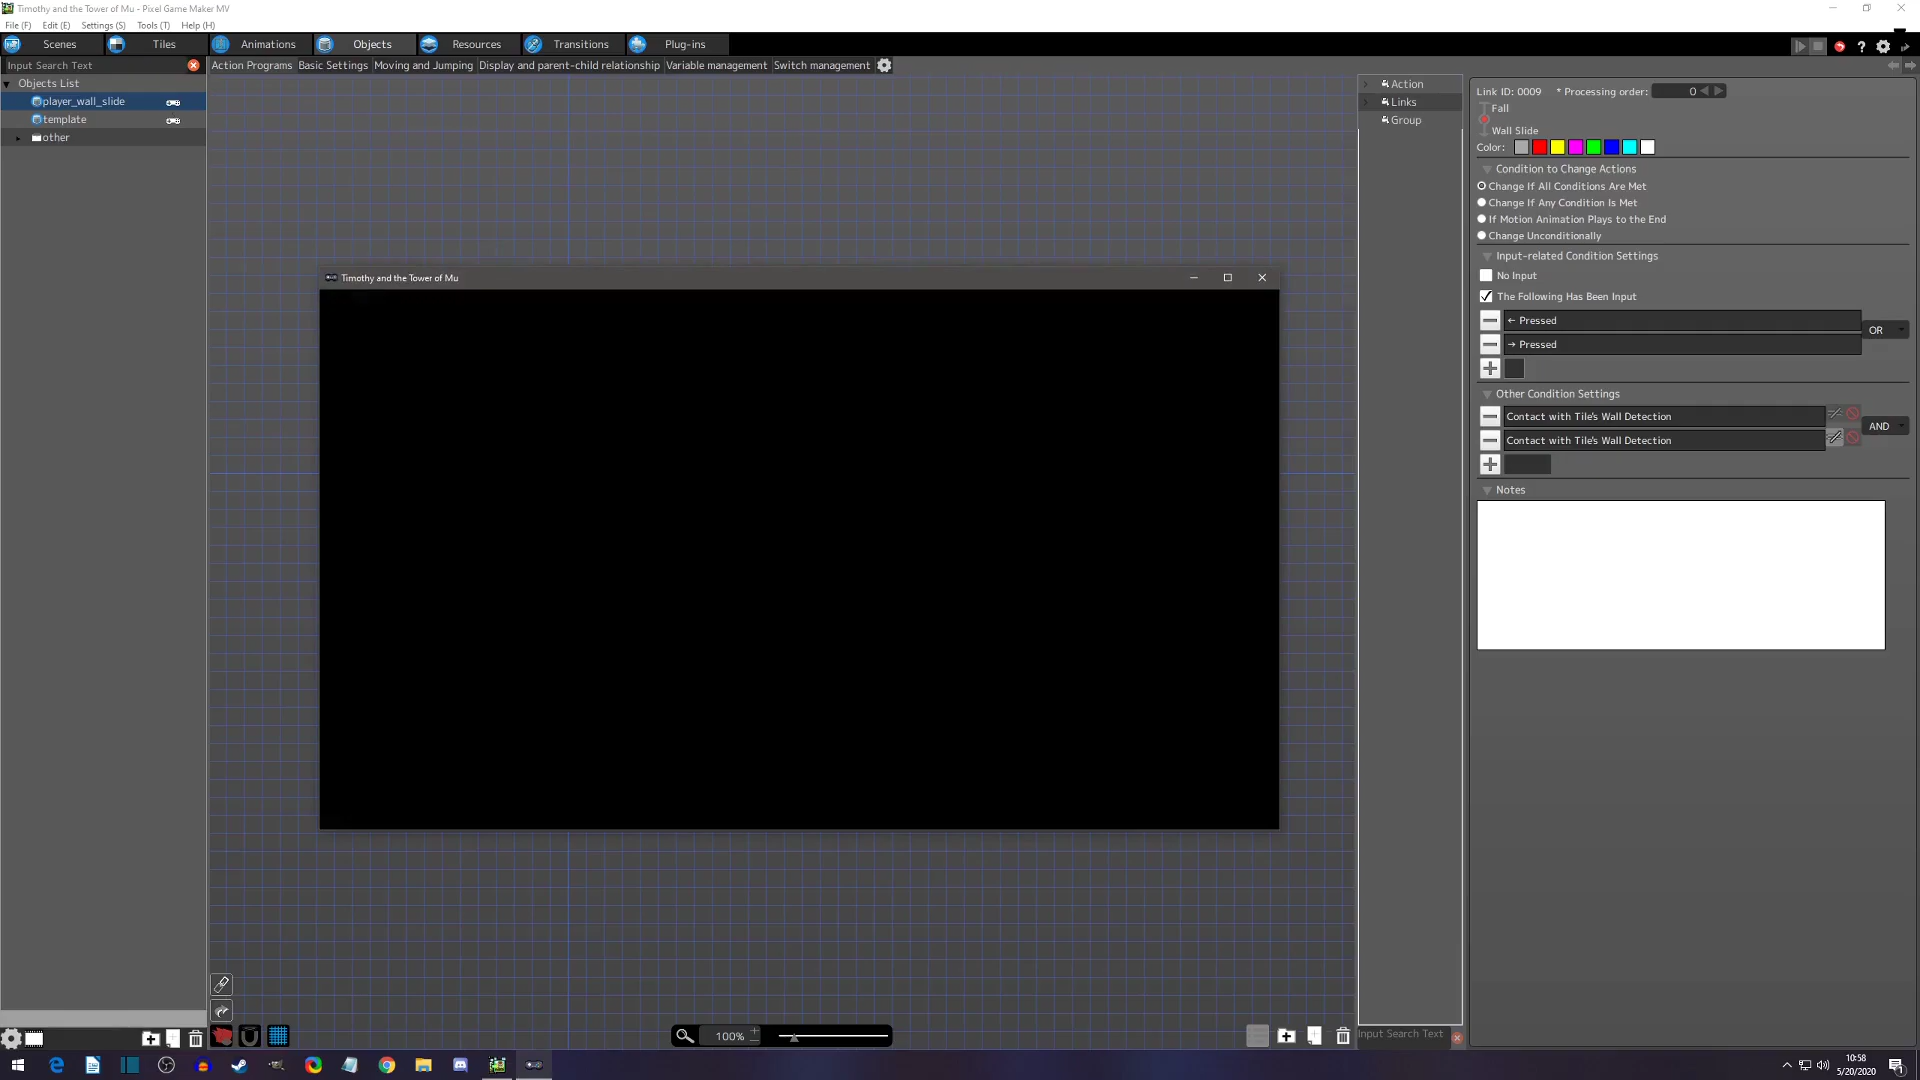 Timothy and the Tower of Mu - Pixel Game Maker MV
File (F) Edit (E) Settings (S) Tools (T) Help (H)
Scenes Tiles Animations Objects Resources Transitions Plug-ins
Input Search Text
Action Programs Basic Settings Moving and Jumping Display and parent-child relationship Variable management Switch management
Objects List
player_wall_slide
template
other
Timothy and the Tower of Mu
Action
Links
Group
Link ID: 0009 * Processing order: 0
Fall
Wall Slide
Color:
Condition to Change Actions
Change If All Conditions Are Met
Change If Any Condition Is Met
If Motion Animation Plays to the End
Change Unconditionally
Input-related Condition Settings
No Input
The Following Has Been Input
← Pressed
→ Pressed
OR
Other Condition Settings
Contact with Tile's Wall Detection
Contact with Tile's Wall Detection
AND
Notes
100%
Input Search Text
10:58
5/20/2020